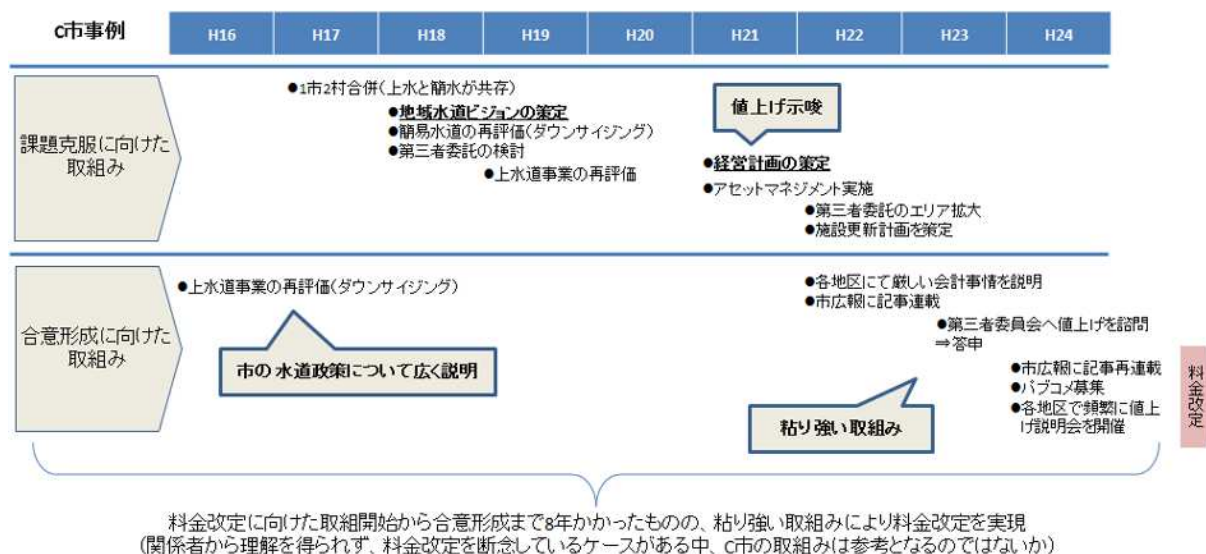 C市事例
H16 H17 H18 H19 H20 H21 H22 H23 H24
課題克服に向けた
取組み
●1市2村合併(上水と簡水が共存)
●地域水道ビジョンの策定
●簡易水道の再評価(ダウンサイジング)
●第三者委託の検討
●上水道事業の再評価
値上げ示唆
●経営計画の策定
●アセットマネジメント実施
●第三者委託のエリア拡大
●施設更新計画を策定
合意形成に向けた
取組み
●上水道事業の再評価(ダウンサイジング)
市の水道政策について広く説明
●各地区にて厳しい会計事情を説明
●市広報に記事連載
●第三者委員会へ値上げを諮問
⇒答申
粘り強い取組み
●市広報に記事再連載
●パブコメ募集
●各地区で頻繁に値上
げ説明会を開催
料金改定
料金改定に向けた取組開始から合意形成まで8年かかったものの、粘り強い取組みにより料金改定を実現
(関係者から理解を得られず、料金改定を断念しているケースがある中、C市の取組みは参考となるのではないか)